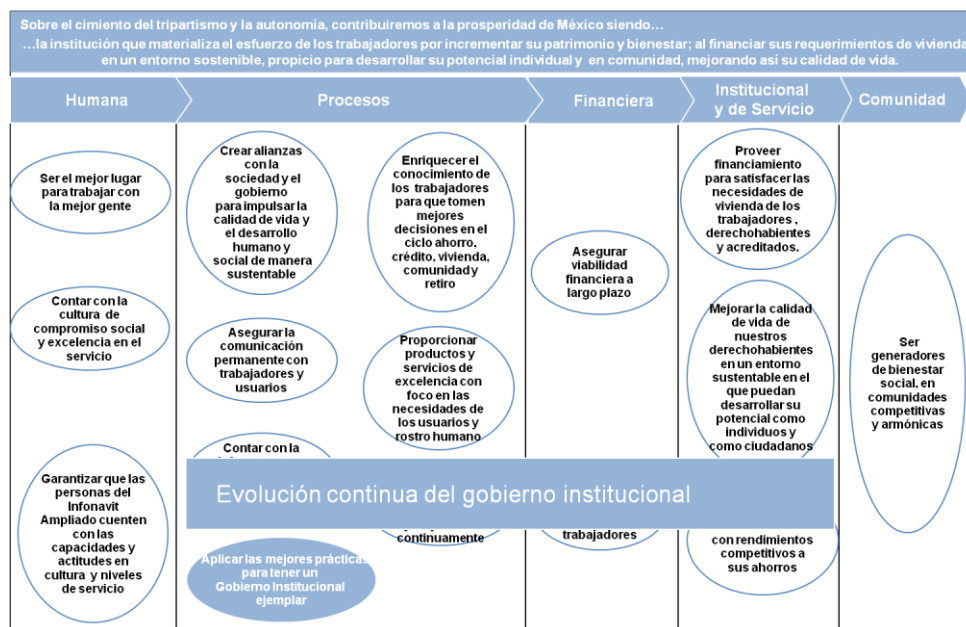 Sobre el cimiento del tripartismo y la autonomía, contribuiremos a la prosperidad de México siendo…
…la institución que materializa el esfuerzo de los trabajadores por incrementar su patrimonio y bienestar; al financiar sus requerimientos de vivienda
en un entorno sostenible, propicio para desarrollar su potencial individual y en comunidad, mejorando así su calidad de vida.
Humana
Procesos
Financiera
Institucional
y de Servicio
Comunidad
Ser el mejor lugar
para trabajar con
la mejor gente
Contar con la
cultura de
compromiso social
y excelencia en el
servicio
Garantizar que las
personas del
Infonavit
Ampliado cuenten
con las
capacidades y
actitudes en
cultura y niveles
de servicio
Crear alianzas
con la
sociedad y el
gobierno
para impulsar la
calidad de vida y
el desarrollo
humano y
social de manera
sustentable
Asegurar la
comunicación
permanente con
trabajadores y
usuarios
Contar con la
Enriquecer el
conocimiento de
los trabajadores
para que tomen
mejores
decisiones en el
ciclo ahorro,
crédito, vivienda,
comunidad y
retiro
Proporcionar
productos y
servicios de
excelencia con
foco en las
necesidades de
los usuarios y
rostro humano
continuamente
Asegurar
viabilidad
financiera a
largo plazo
trabajadores
Proveer
financiamiento
para satisfacer las
necesidades de
vivienda de los
trabajadores ,
derechohabientes
y acreditados.
Mejorar la calidad
de vida de
nuestros
derechohabientes
en un entorno
sustentable en el
que puedan
desarrollar su
potencial como
individuos y
como ciudadanos
con rendimientos
competitivos a
sus ahorros
Ser
generadores
de bienestar
social, en
comunidades
competitivas
y armónicas
Evolución continua del gobierno institucional
Aplicar las mejores práctica
para tener un
Gobierno Institucional
ejemplar